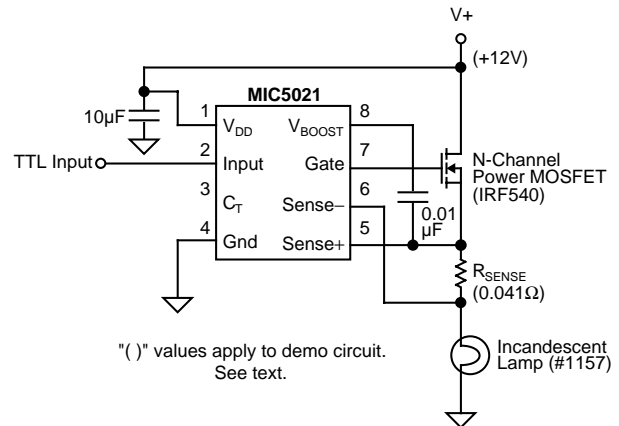 V+
(+12V)
MIC5021
10µF
1
VDD
VBOOST
8
TTL Input
2
Input
Gate
7
N-Channel
Power MOSFET
(IRF540)
3
CT
Sense−
6
0.01
µF
4
Gnd
Sense+
5
RSENSE
(0.041Ω)
"( )" values apply to demo circuit.
See text.
Incandescent
Lamp (#1157)